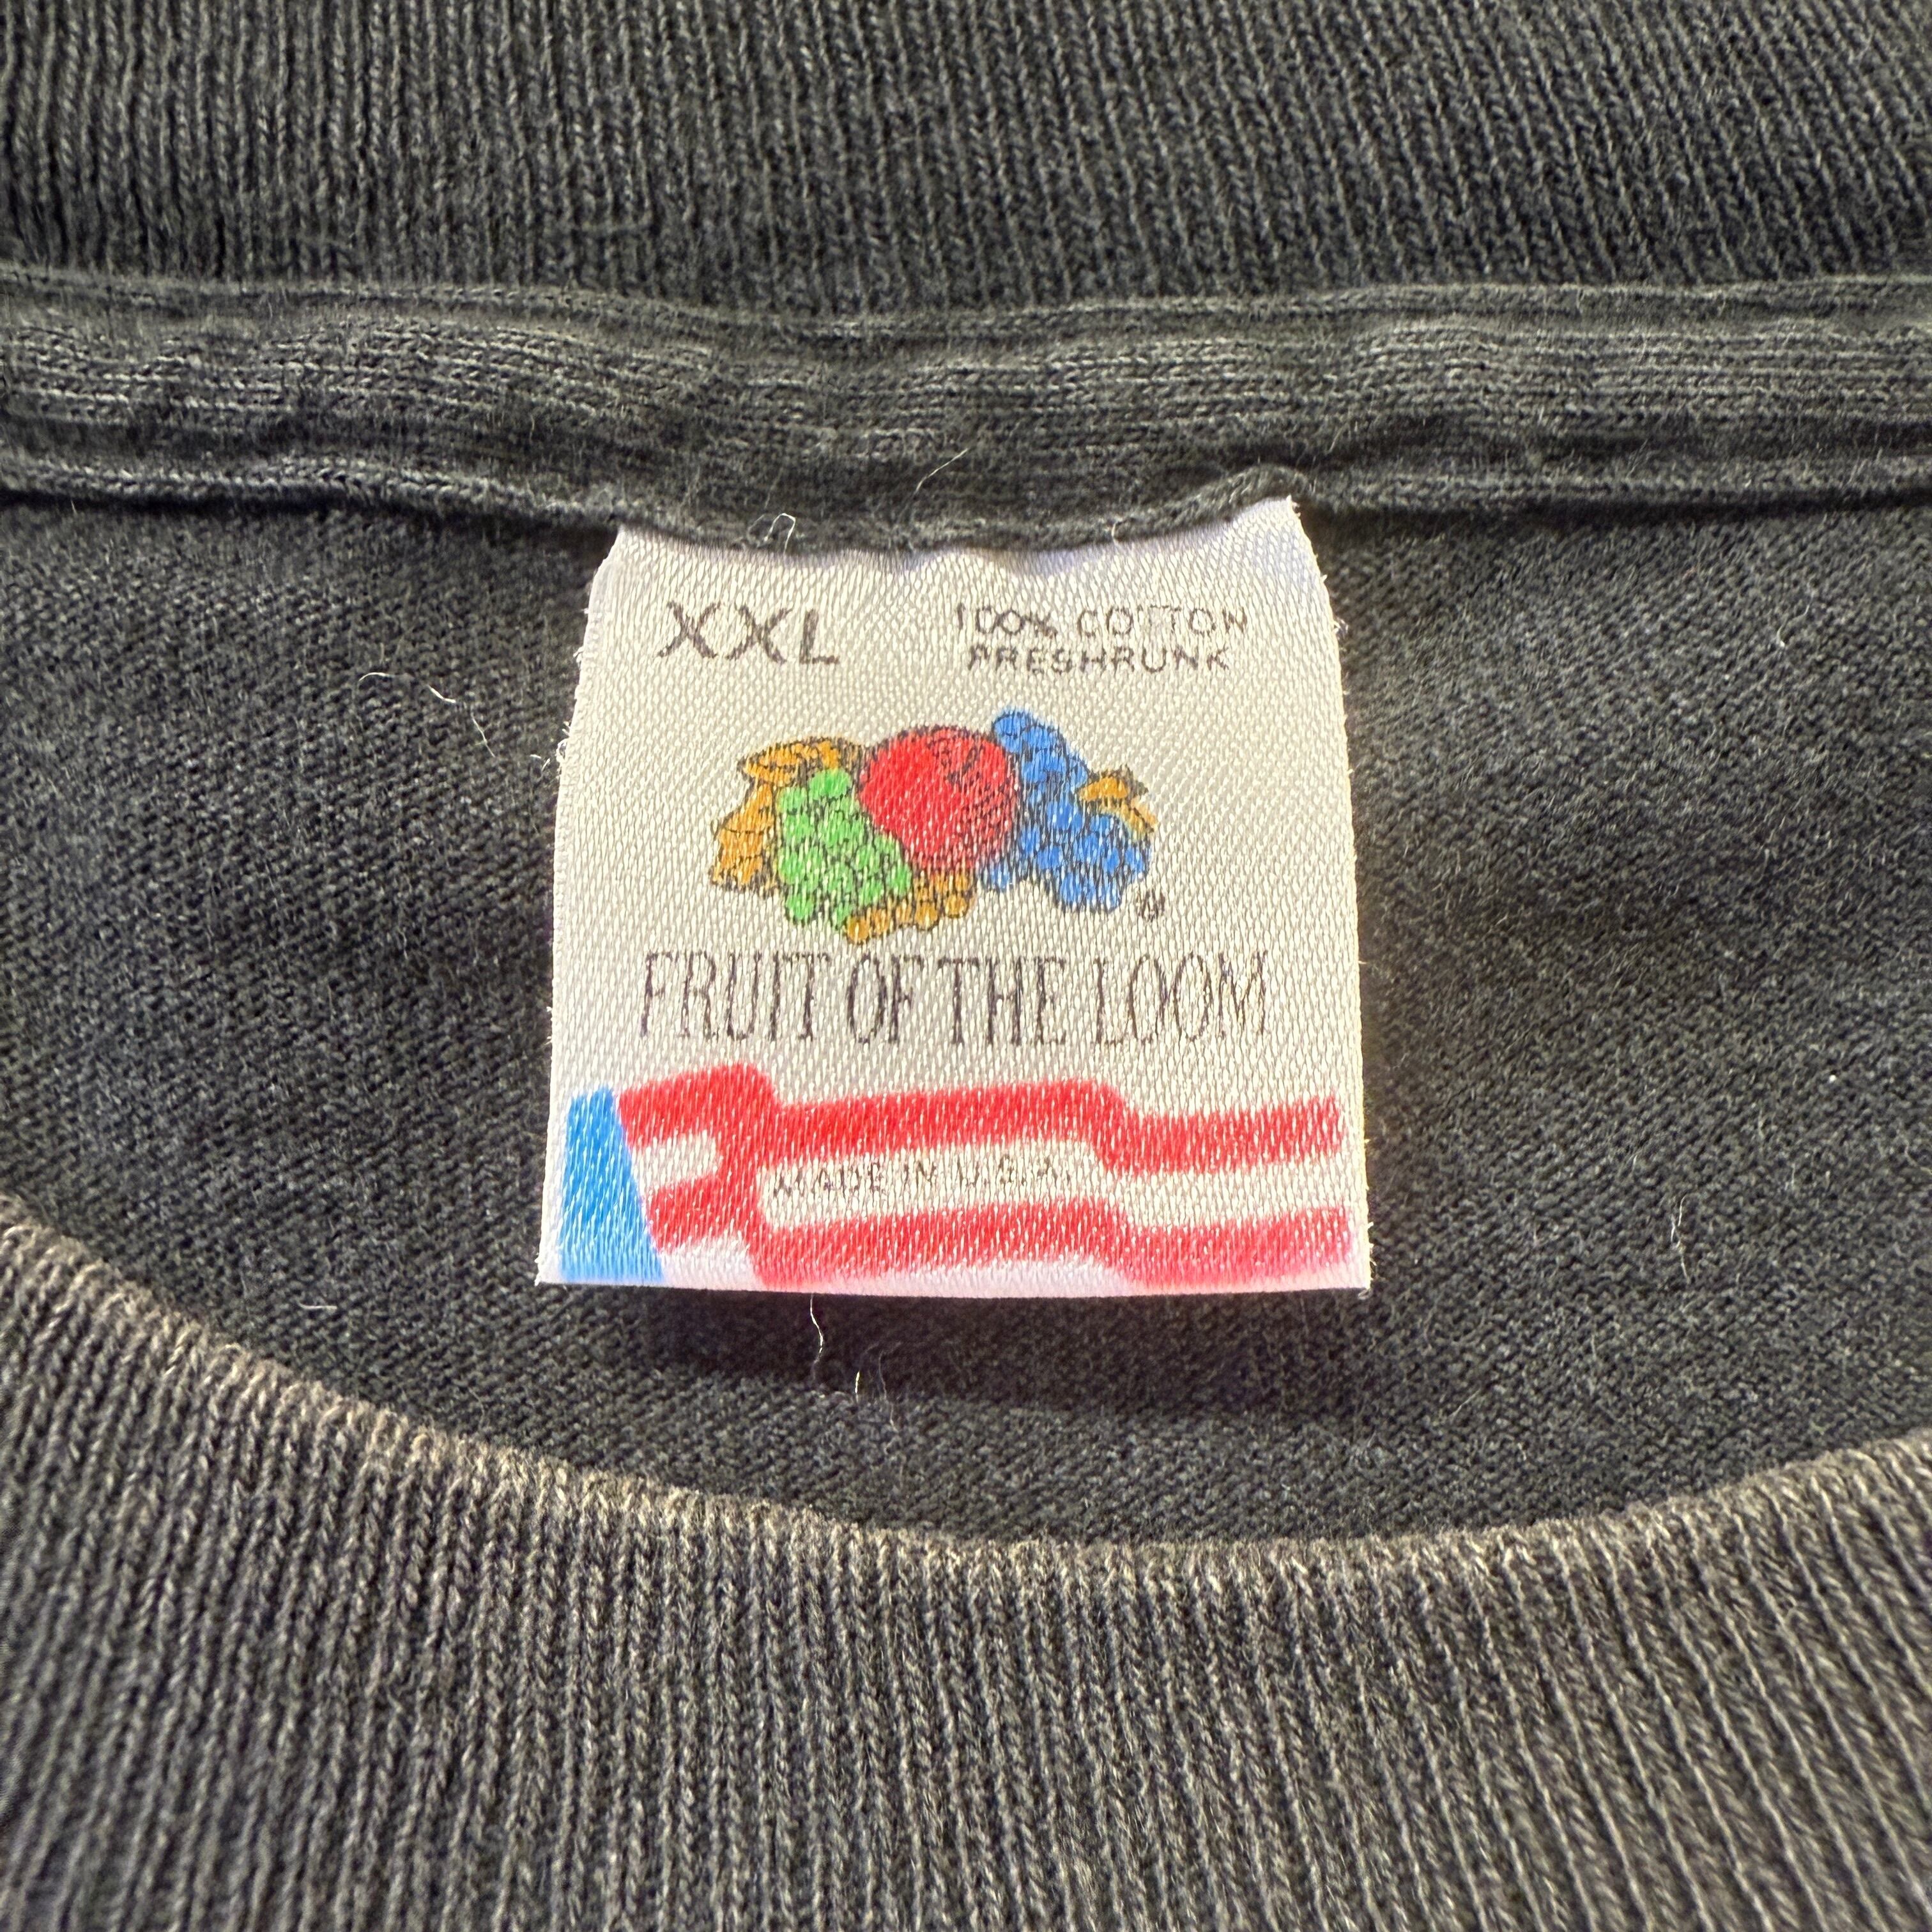 XXL
100% COTTON
PRESHRUNK
®
FRUIT OF THE LOOM
MADE IN U.S.A.